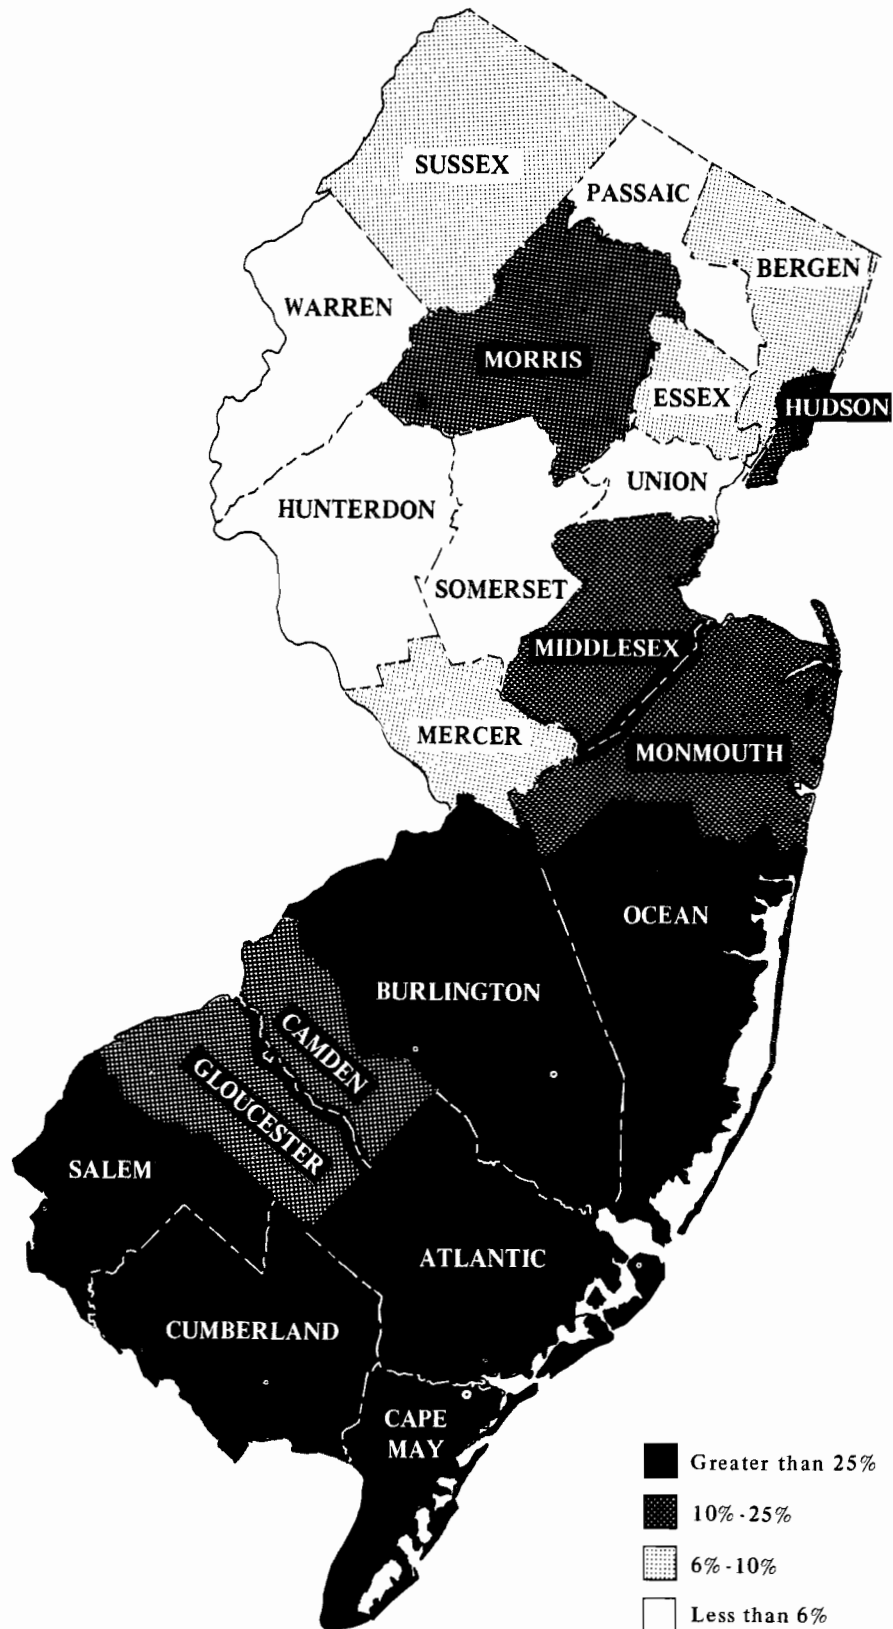 SUSSEX
PASSAIC
BERGEN
WARREN
MORRIS
ESSEX
HUDSON
UNION
HUNTERDON
SOMERSET
MIDDLESEX
MERCER
MONMOUTH
OCEAN
BURLINGTON
CAMDEN
GLOUCESTER
SALEM
ATLANTIC
CUMBERLAND
CAPE
MAY
Greater than 25%
10%-25%
6%-10%
Less than 6%